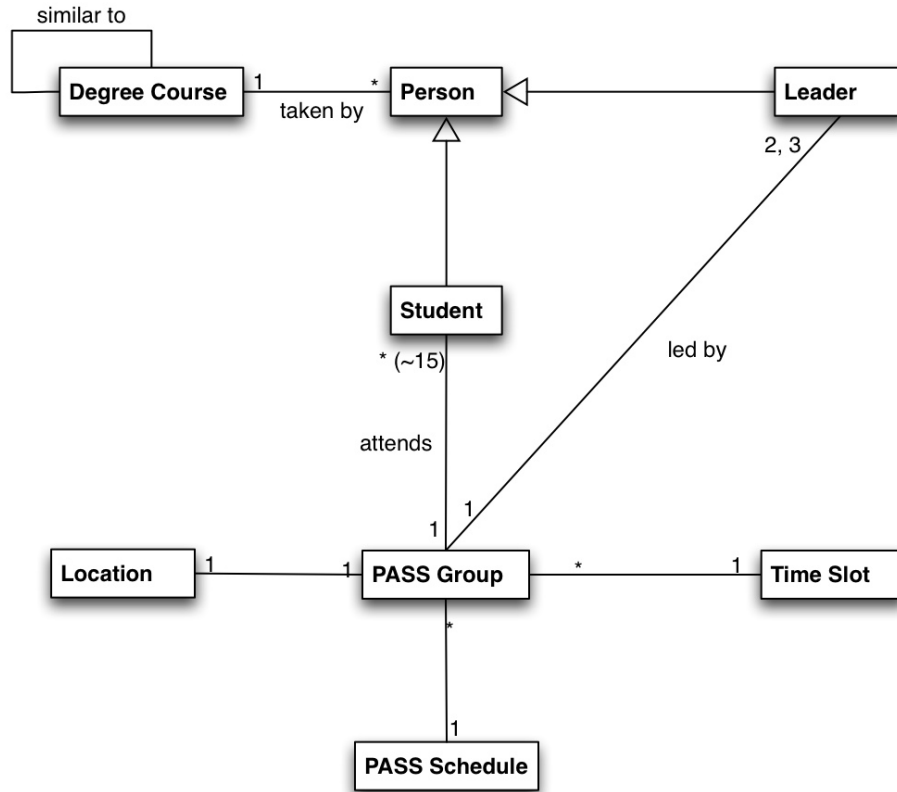 similar to
Degree Course
1
*
taken by
Person
Leader
2, 3
Student
* (~15)
led by
attends
1
1
Location
1
1
PASS Group
*
1
Time Slot
*
1
PASS Schedule